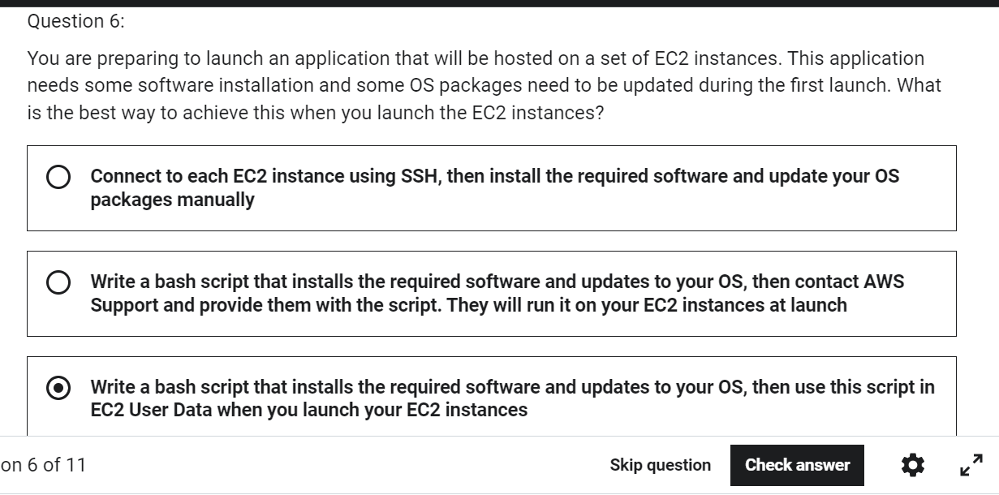 Question 6:
You are preparing to launch an application that will be hosted on a set of EC2 instances. This application
needs some software installation and some OS packages need to be updated during the first launch. What
is the best way to achieve this when you launch the EC2 instances?
Connect to each EC2 instance using SSH, then install the required software and update your OS
packages manually
Write a bash script that installs the required software and updates to your OS, then contact AWS
Support and provide them with the script. They will run it on your EC2 instances at launch
Write a bash script that installs the required software and updates to your OS, then use this script in
EC2 User Data when you launch your EC2 instances
on 6 of 11
Skip question
Check answer